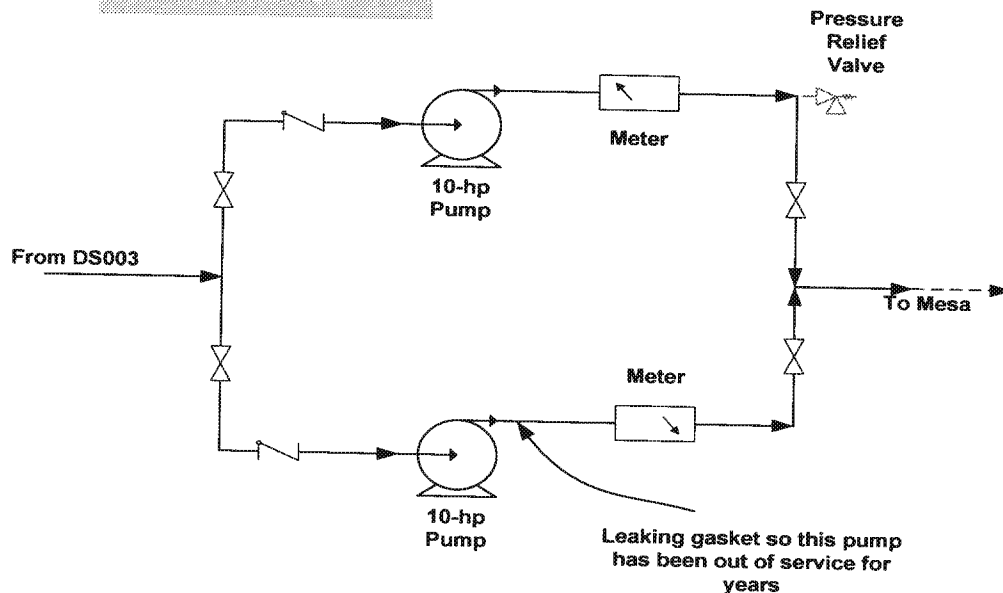 Pressure
Relief
Valve
Meter
10-hp
Pump
From DS003
To Mesa
Meter
10-hp
Pump
Leaking gasket so this pump
has been out of service for
years